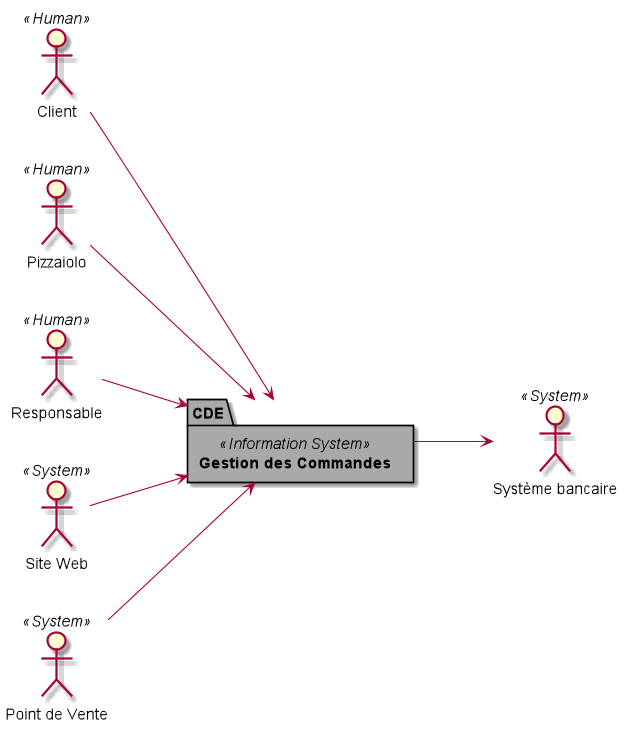 «Human»
Client
«Human»
Pizzaiolo
«Human»
Responsable
«System»
Site Web
«System»
Point de Vente
CDE
«Information System»
Gestion des Commandes
«System»
Système bancaire